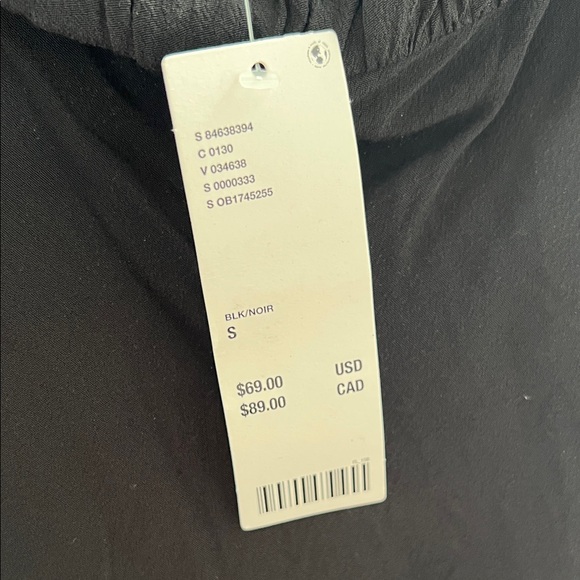 S 84638394
C 0130
V 034638
S 0000333
S OB1745255
BLK/NOIR
S
$69.00 USD
$89.00 CAD